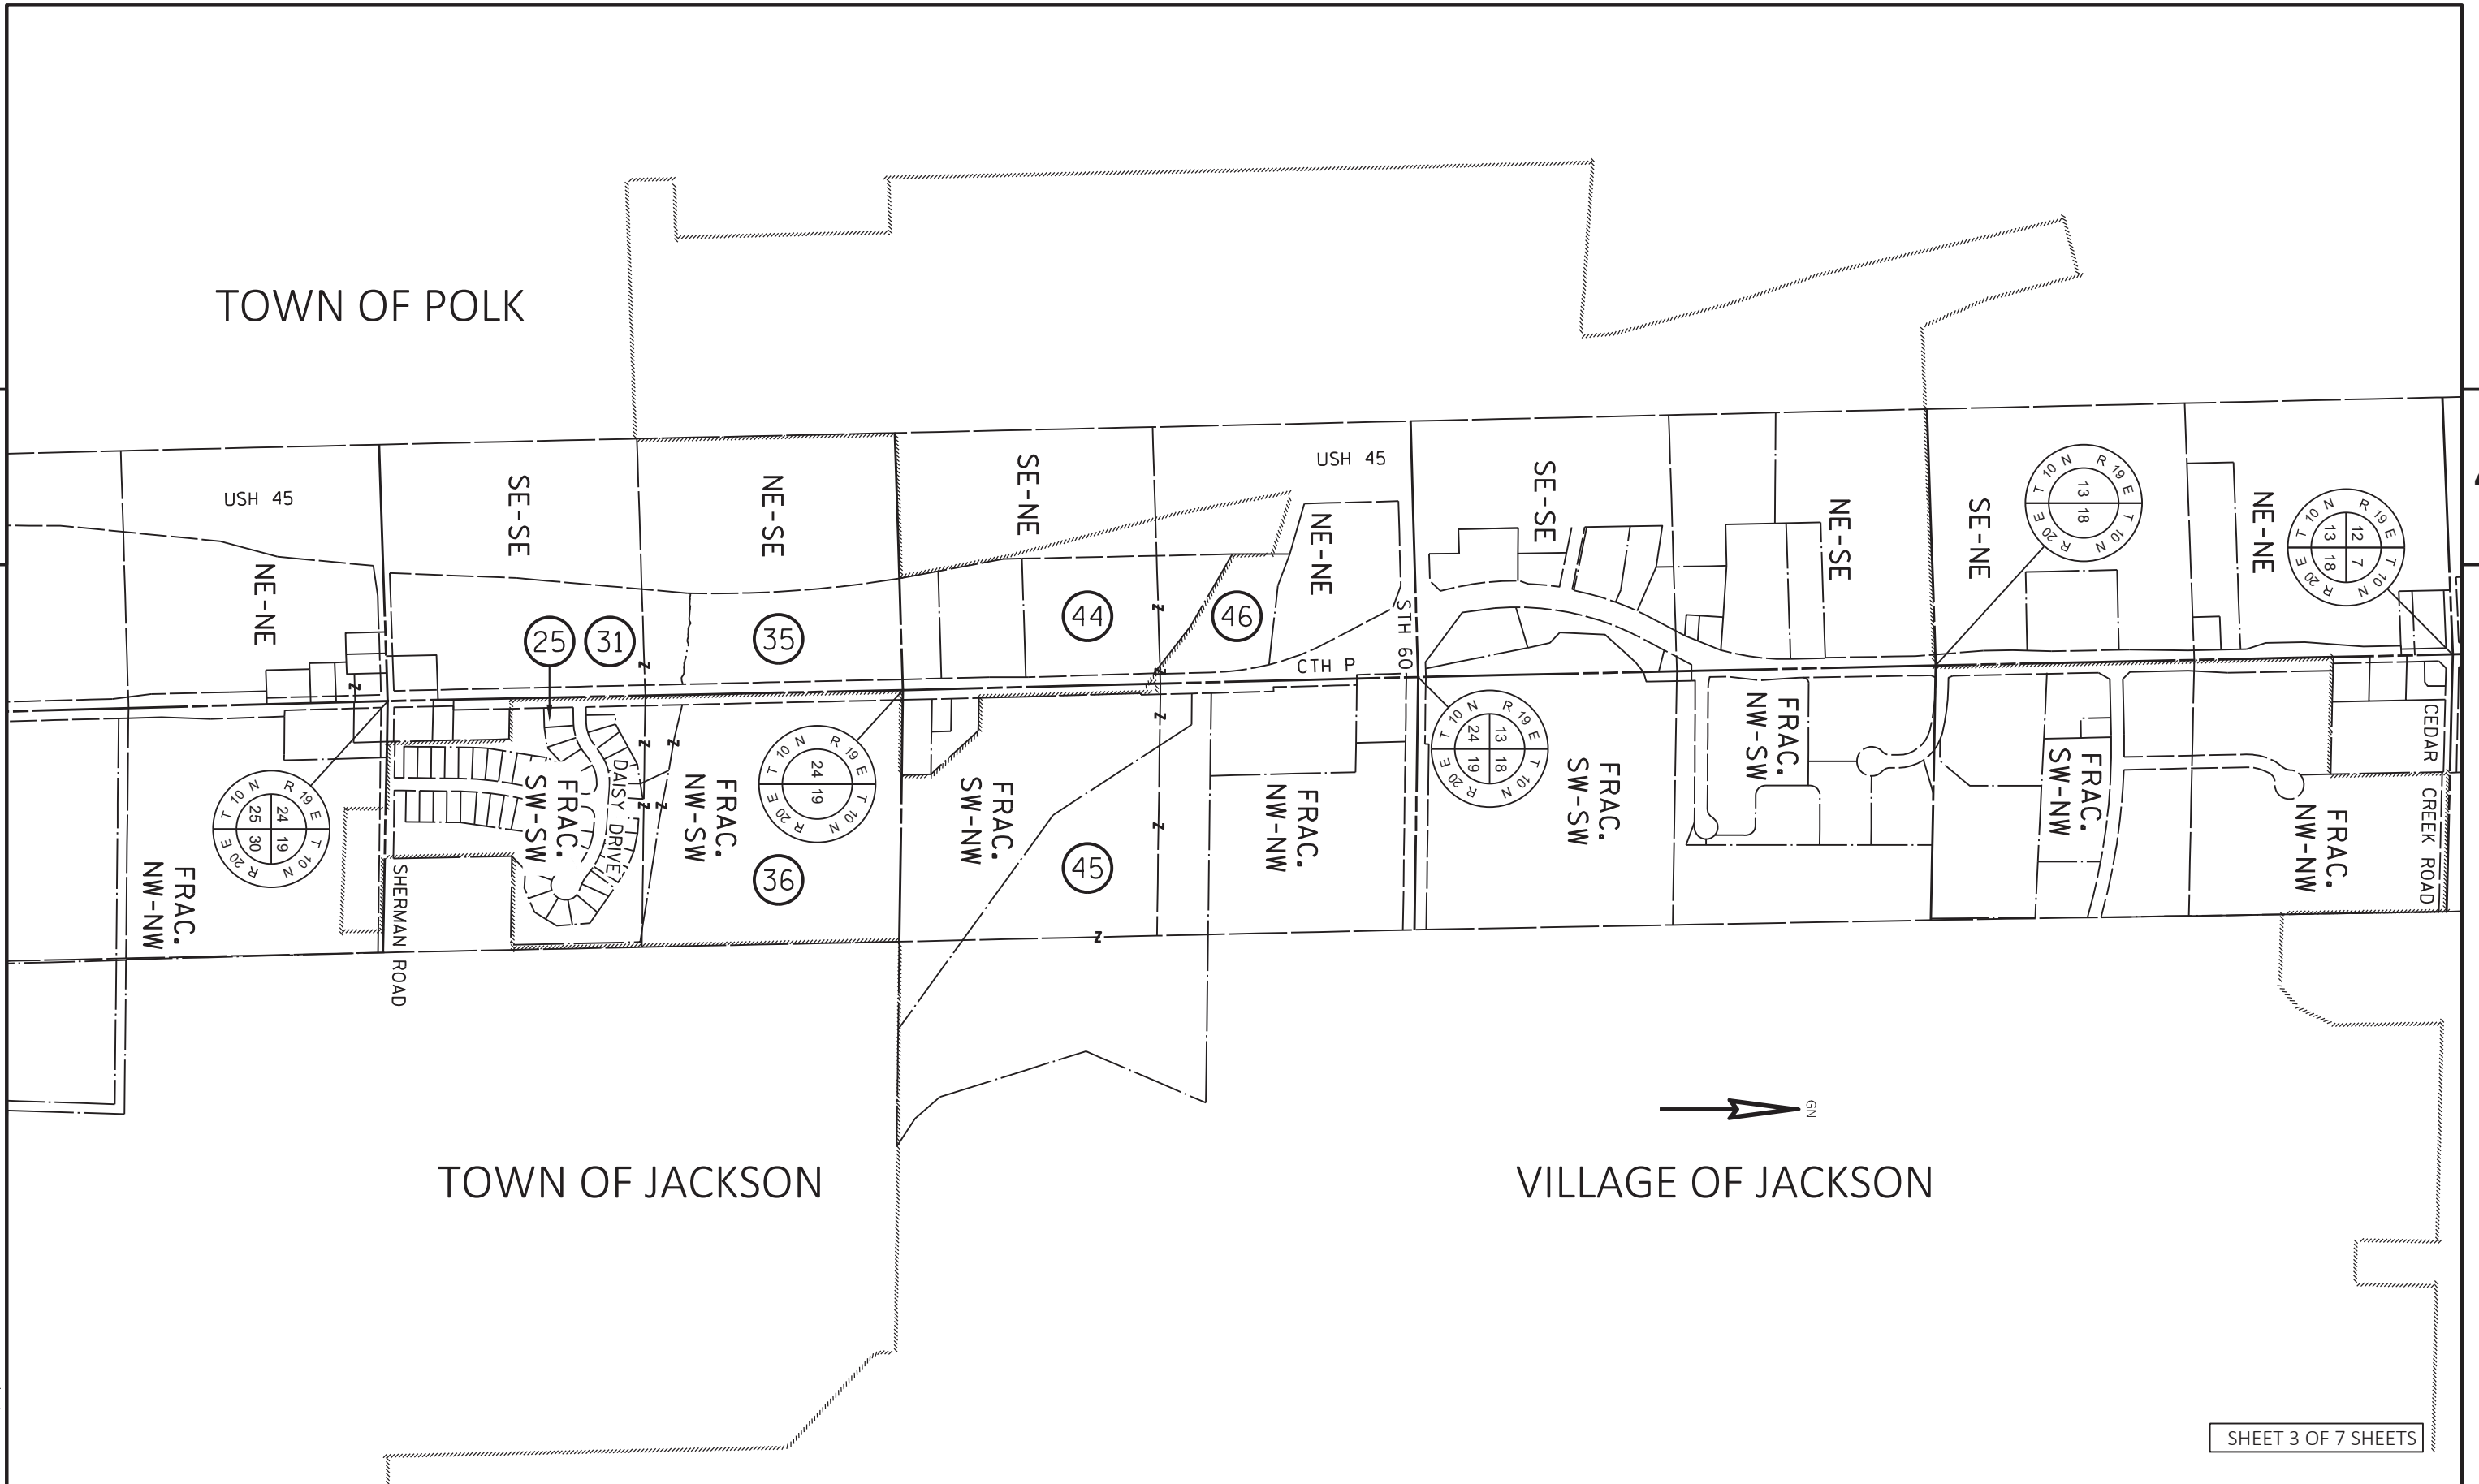 TOWN OF POLK
USH 45
NE-NE
SE-SE
NE-SE
SE-NE
USH 45
NE-NE
SE-SE
NE-SE
SE-NE
NE-NE
T 10 N R 19 E
13
18
T 10 N R 20 E
T 10 N R 19 E
13 12
18 7
T 10 N R 20 E
25
31
35
44
46
CTH P
STH 60
T 10 N R 19 E
25 24
30 19
T 10 N R 20 E
FRAC.
NW-NW
SHERMAN ROAD
FRAC.
SW-SW
DAISY DRIVE
FRAC.
NW-SW
T 10 N R 19 E
24
19
T 10 N R 20 E
36
FRAC.
SW-NW
45
FRAC.
NW-NW
T 10 N R 19 E
24 13
19 18
T 10 N R 20 E
FRAC.
SW-SW
FRAC.
NW-SW
FRAC.
SW-NW
FRAC.
NW-NW
CEDAR CREEK ROAD
GN
TOWN OF JACKSON
VILLAGE OF JACKSON
SHEET 3 OF 7 SHEETS